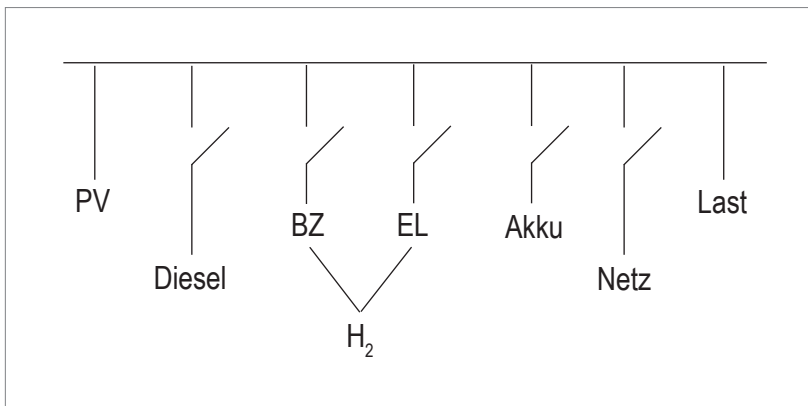 PV
Diesel
BZ
EL
Akku
Netz
Last
H₂